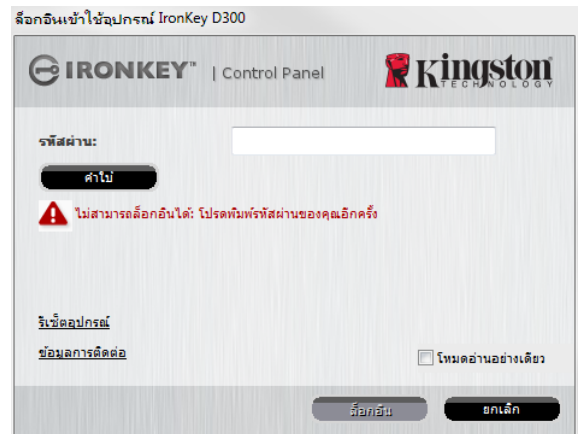 ล็อกอินเข้าใช้อุปกรณ์ IronKey D300
IRONKEY™ | Control Panel
Kingston
TECHNOLOGY
รหัสผ่าน:
คำใบ้
ไม่สามารถล็อกอินได้: โปรดพิมพ์รหัสผ่านของคุณอีกครั้ง
รีเซ็ตอุปกรณ์
ข้อมูลการติดต่อ
โหมดอ่านอย่างเดียว
ล็อกอิน
ยกเลิก